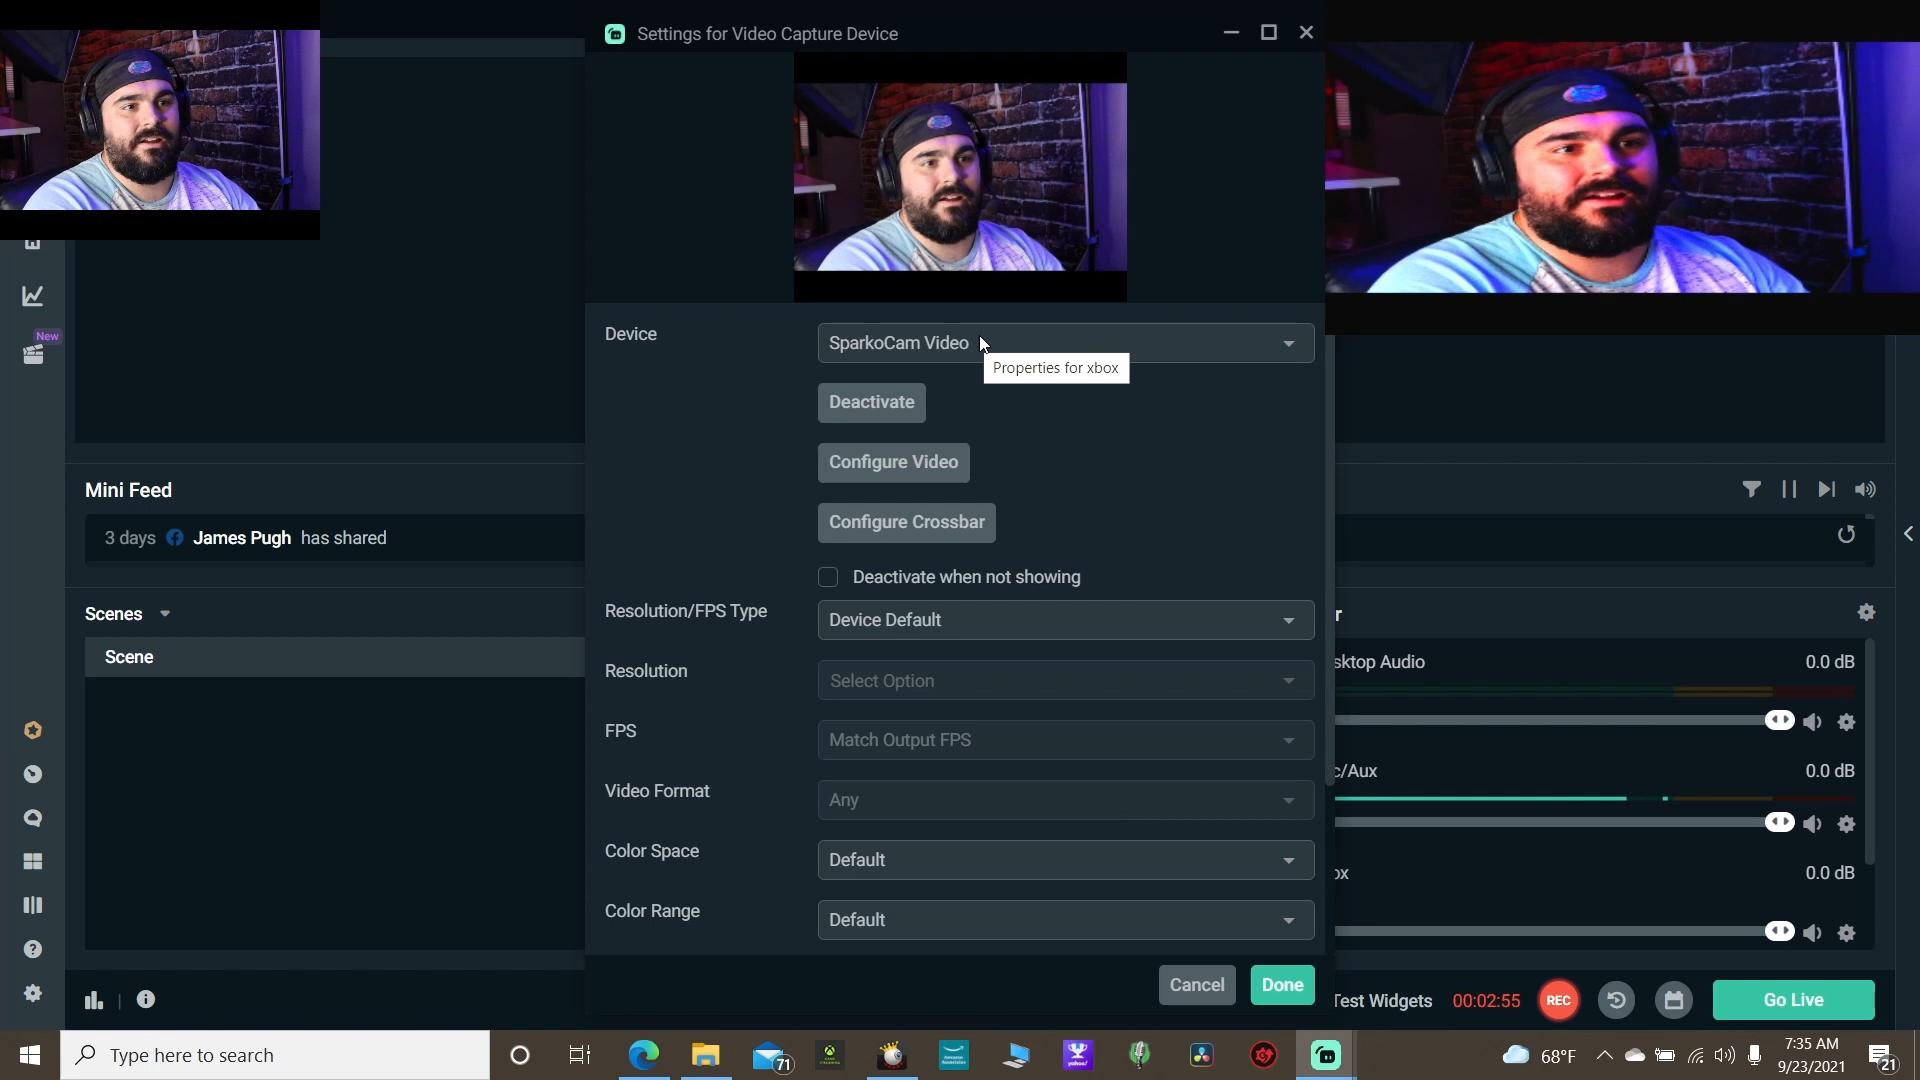 Settings for Video Capture Device
New
Device
SparkoCam Video
Properties for xbox
Deactivate
Configure Video
Configure Crossbar
Deactivate when not showing
Resolution/FPS Type
Device Default
Resolution
Select Option
FPS
Match Output FPS
Video Format
Any
Color Space
Default
Color Range
Default
Cancel
Done
Mini Feed
3 days James Pugh has shared
Scenes
Scene
r
sktop Audio
0.0 dB
c/Aux
0.0 dB
ox
0.0 dB
Test Widgets
00:02:55
REC
Go Live
Type here to search
71
yahoo!
68°F
7:35 AM
9/23/2021
21